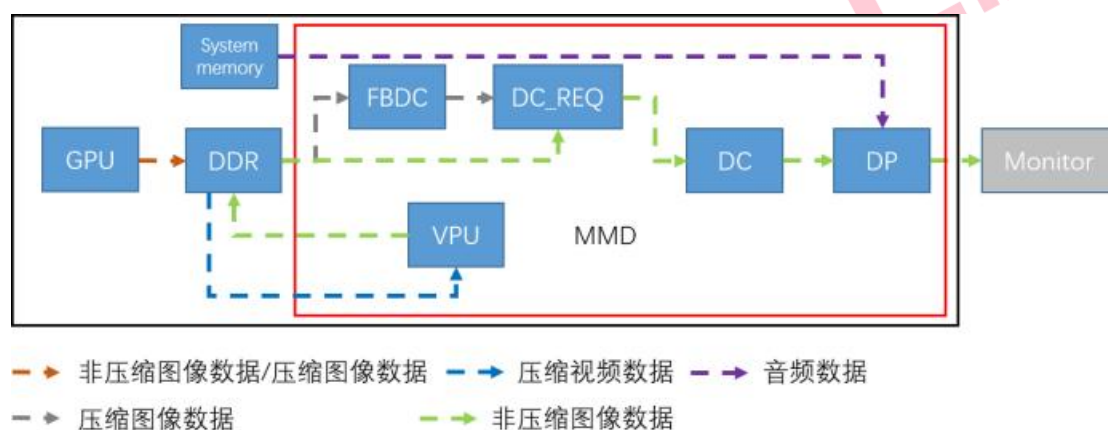 System
memory
FBDC
DC_REQ
GPU
DDR
DC
DP
Monitor
VPU
MMD
非压缩图像数据/压缩图像数据
压缩视频数据
音频数据
压缩图像数据
非压缩图像数据